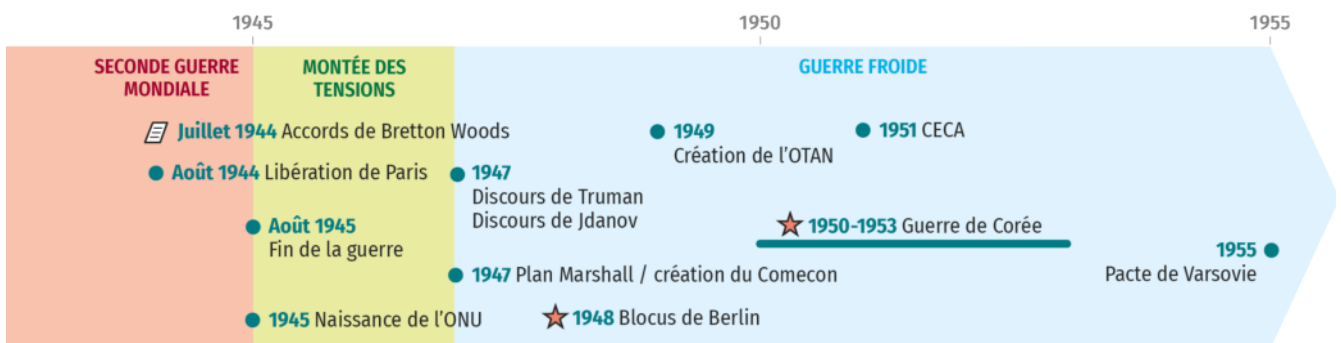 1945
1950
1955
SECONDE GUERRE
MONDIALE
MONTÉE DES
TENSIONS
GUERRE FROIDE
Juillet 1944 Accords de Bretton Woods
Août 1944 Libération de Paris
Août 1945
Fin de la guerre
1945 Naissance de l'ONU
1947
Discours de Truman
Discours de Jdanov
1947 Plan Marshall / création du Comecon
1948 Blocus de Berlin
1949
Création de l'OTAN
1951 CECA
1950-1953 Guerre de Corée
1955
Pacte de Varsovie